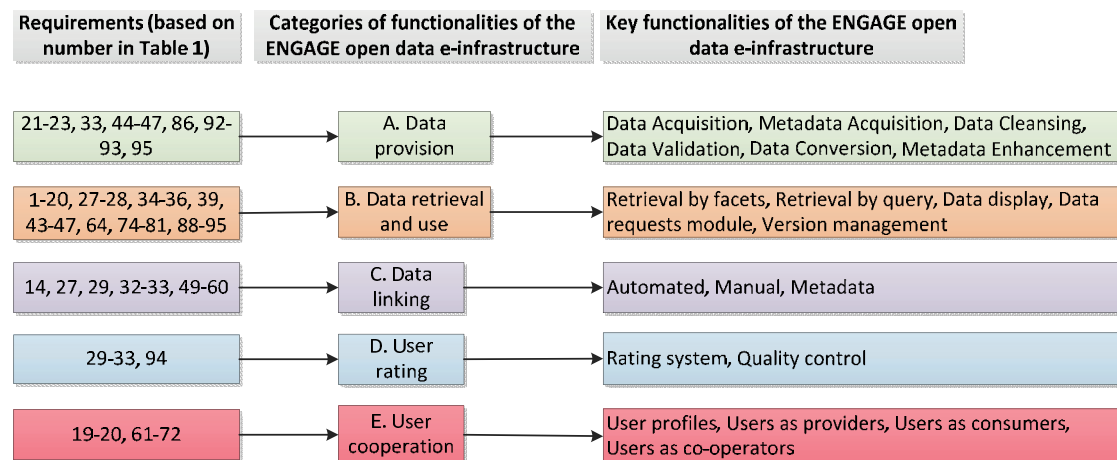 Requirements (based on
number in Table 1)
Categories of functionalities of the
ENGAGE open data e-infrastructure
Key functionalities of the ENGAGE open
data e-infrastructure
21-23, 33, 44-47, 86, 92-
93, 95
A. Data
provision
Data Acquisition, Metadata Acquisition, Data Cleansing,
Data Validation, Data Conversion, Metadata Enhancement
1-20, 27-28, 34-36, 39,
43-47, 64, 74-81, 88-95
B. Data retrieval
and use
Retrieval by facets, Retrieval by query, Data display, Data
requests module, Version management
14, 27, 29, 32-33, 49-60
C. Data
linking
Automated, Manual, Metadata
29-33, 94
D. User
rating
Rating system, Quality control
19-20, 61-72
E. User
cooperation
User profiles, Users as providers, Users as consumers,
Users as co-operators